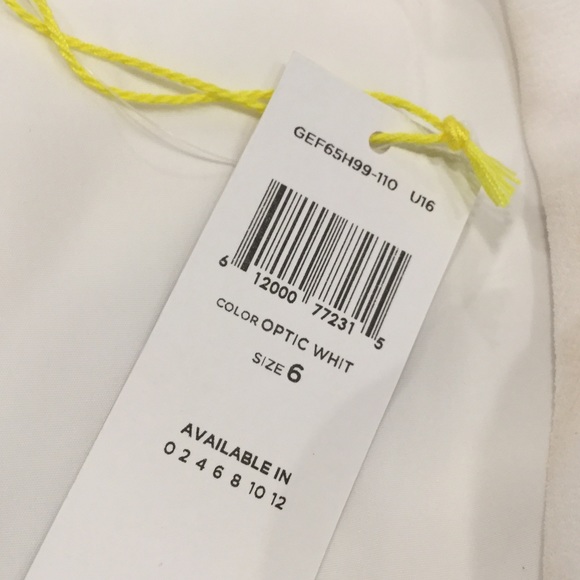 GEF65H99-110 U16
6 12000 77231 5
COLOR OPTIC WHIT
SIZE 6
AVAILABLE IN
0 2 4 6 8 10 12